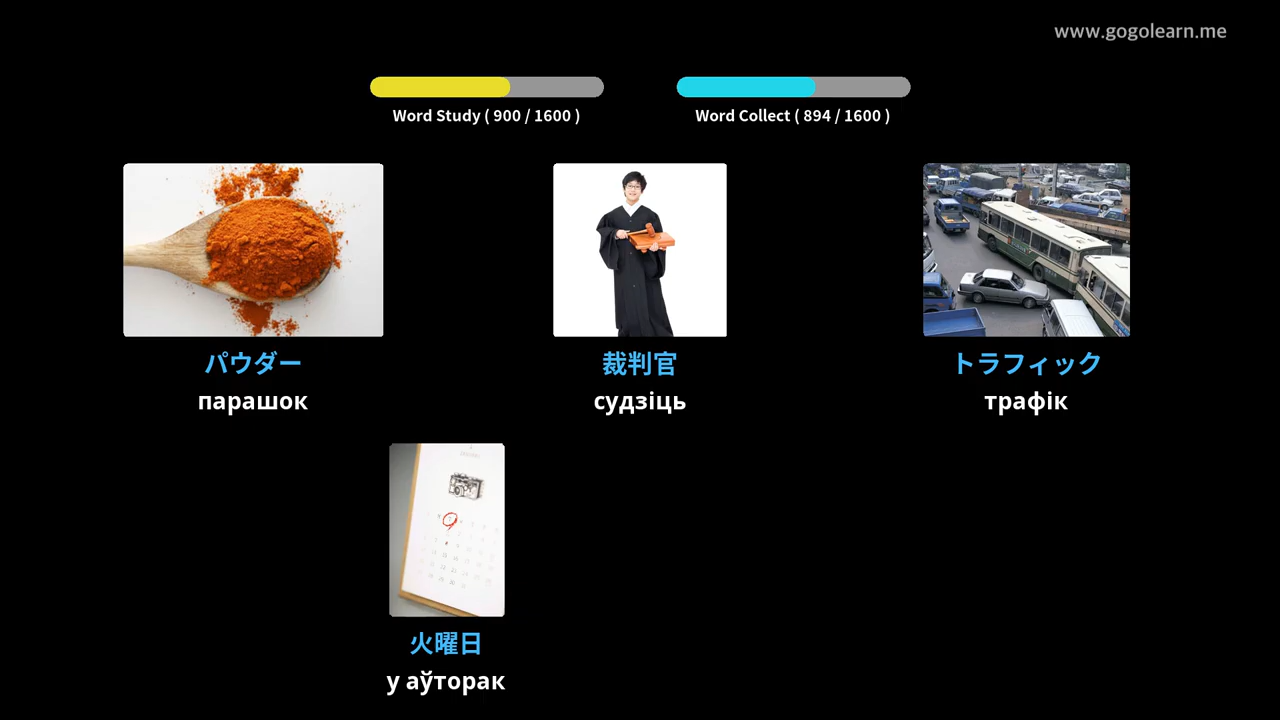 www.gogolearn.me
Word Study ( 900 / 1600 )
Word Collect ( 894 / 1600 )
パウダー
парашок
裁判官
судзіць
トラフィック
трафік
火曜日
у аўторак